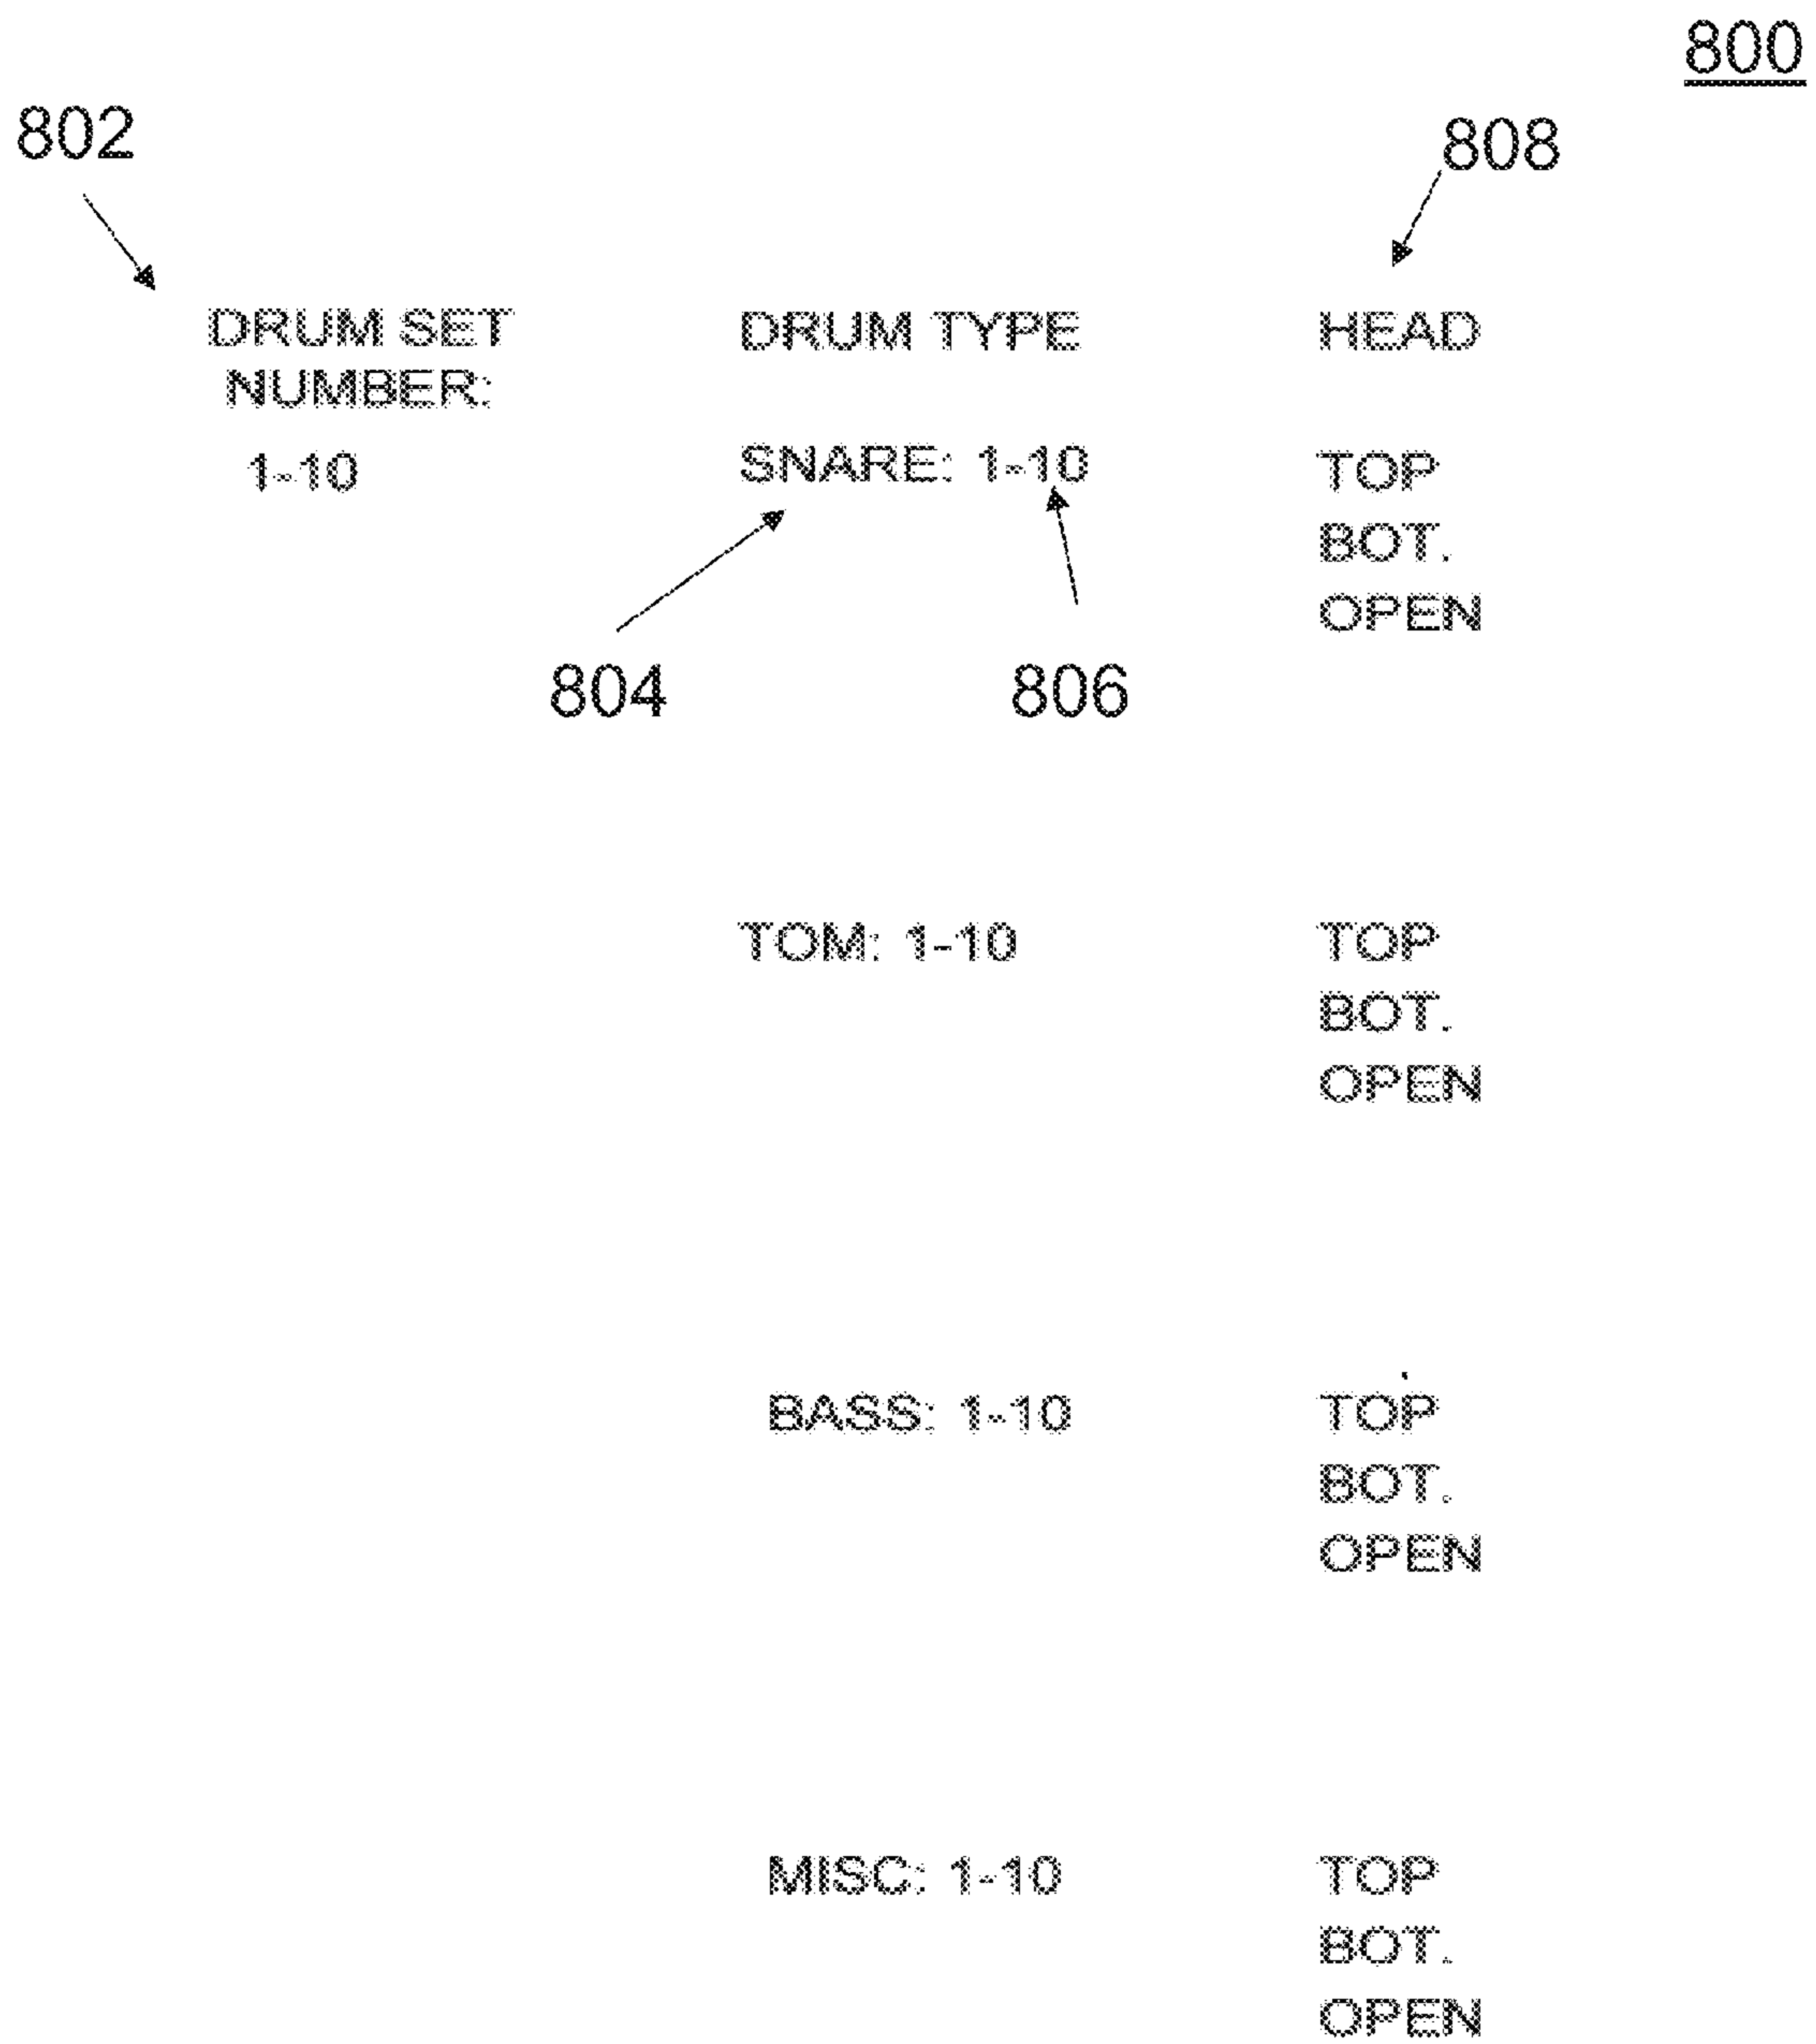 800
802
808
DRUM SET
NUMBER:
DRUM TYPE
HEAD
1-10
SNARE: 1-10
TOP
BOT.
OPEN
804
806
TOM: 1-10
TOP
BOT.
OPEN
BASS: 1-10
TOP
BOT.
OPEN
MISC: 1-10
TOP
BOT.
OPEN